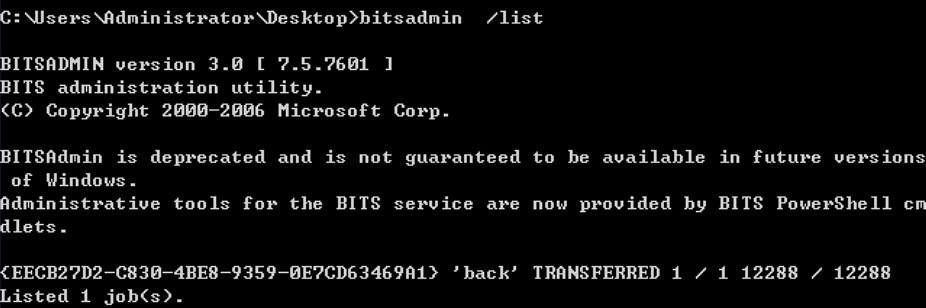 C:\Users\Administrator\Desktop>bitsadmin  /list
BITSADMIN version 3.0 [ 7.5.7601 ]
BITS administration utility.
(C) Copyright 2000-2006 Microsoft Corp.
BITSAdmin is deprecated and is not guaranteed to be available in future versions
 of Windows.
Administrative tools for the BITS service are now provided by BITS PowerShell cm
dlets.
{EECB27D2-C830-4BE8-9359-0E7CD63469A1} 'back' TRANSFERRED 1 / 1 12288 / 12288
Listed 1 job(s).